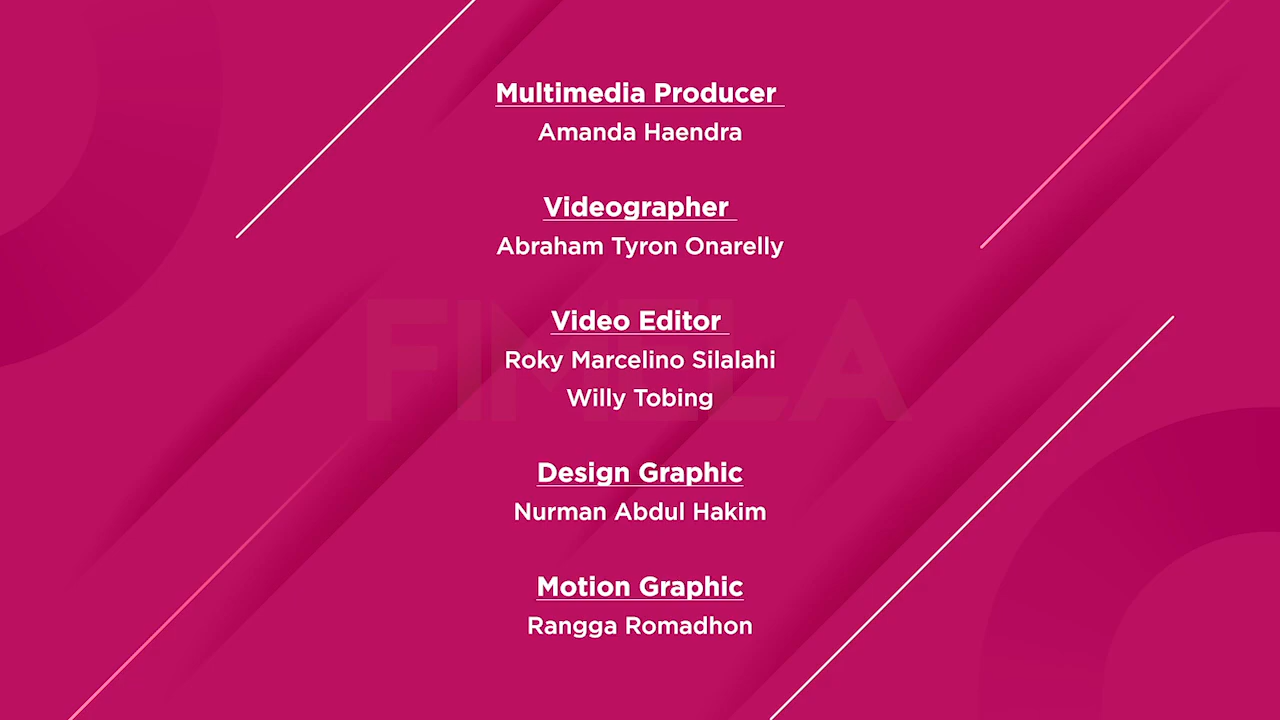 Multimedia Producer
Amanda Haendra
Videographer
Abraham Tyron Onarelly
FIMELA
Video Editor
Roky Marcelino Silalahi
Willy Tobing
Design Graphic
Nurman Abdul Hakim
Motion Graphic
Rangga Romadhon